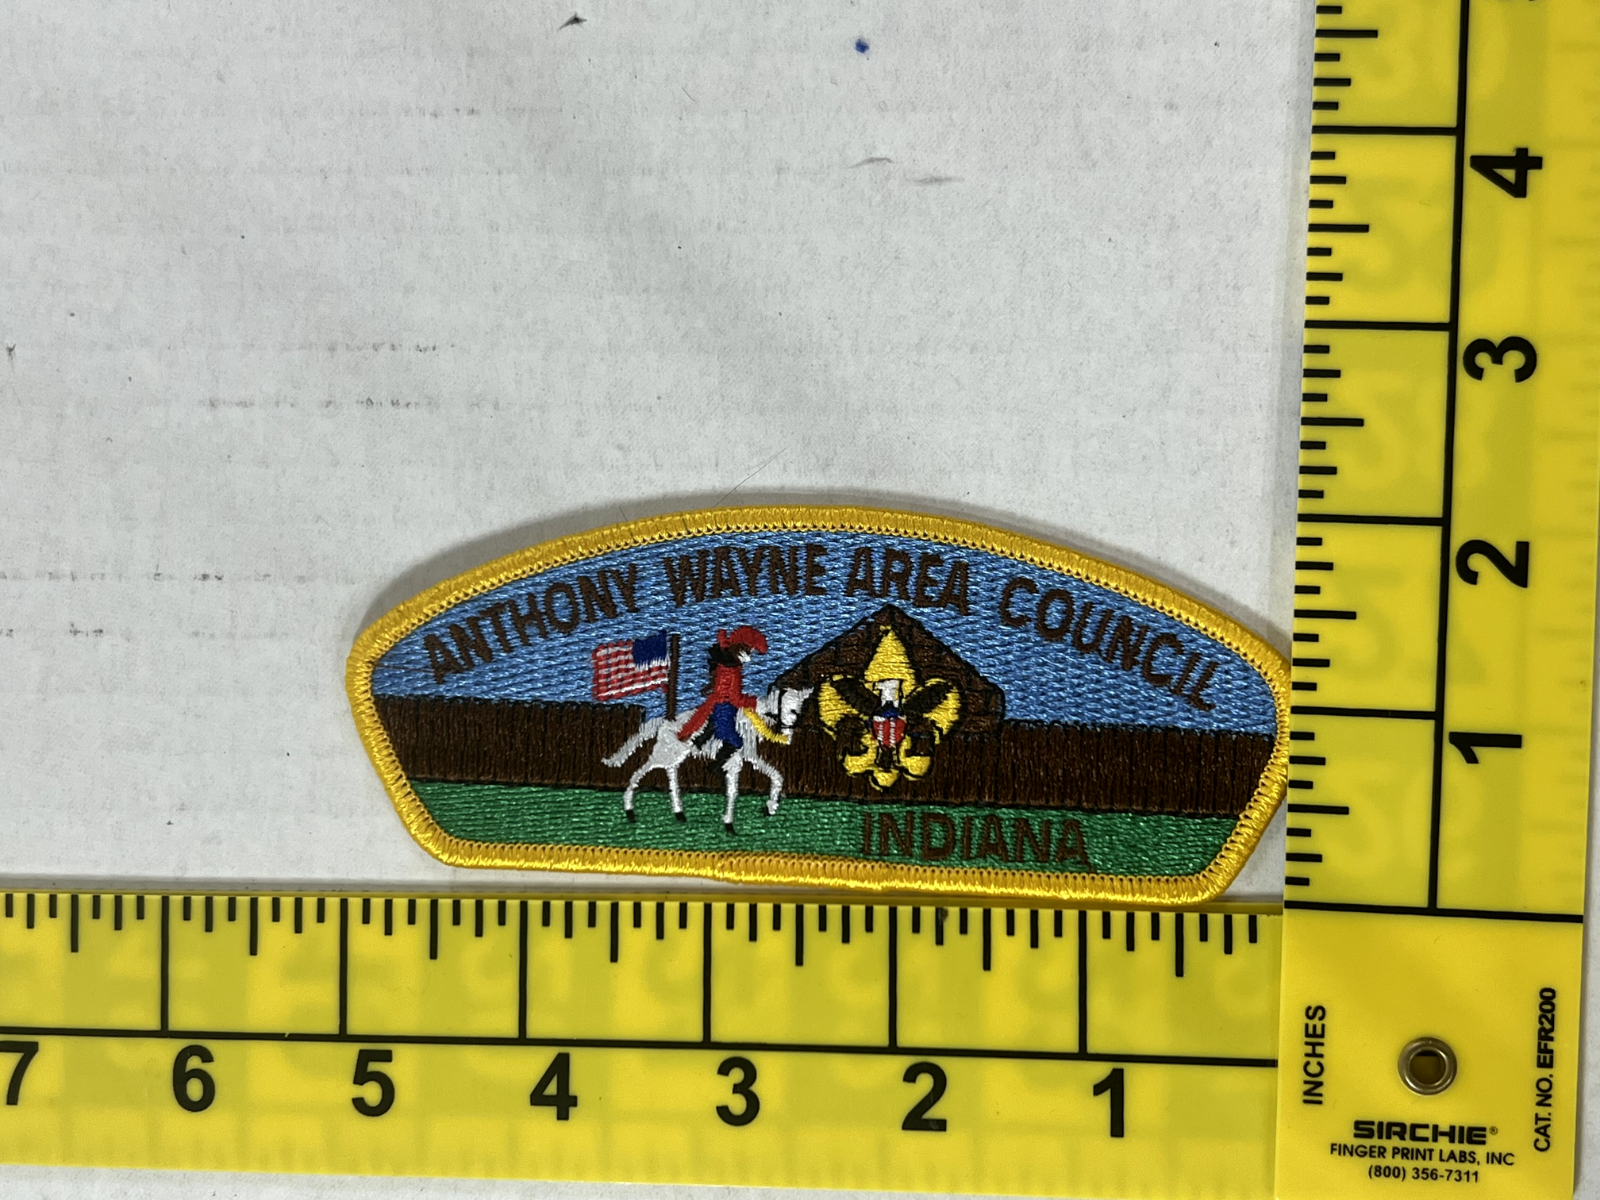 ANTHONY WAYNE AREA COUNCIL
INDIANA
4
3
2
1
7 6 5 4 3 2 1
INCHES
CAT. NO. EFR200
SIRCHIE®
FINGER PRINT LABS, INC
(800) 356-7311